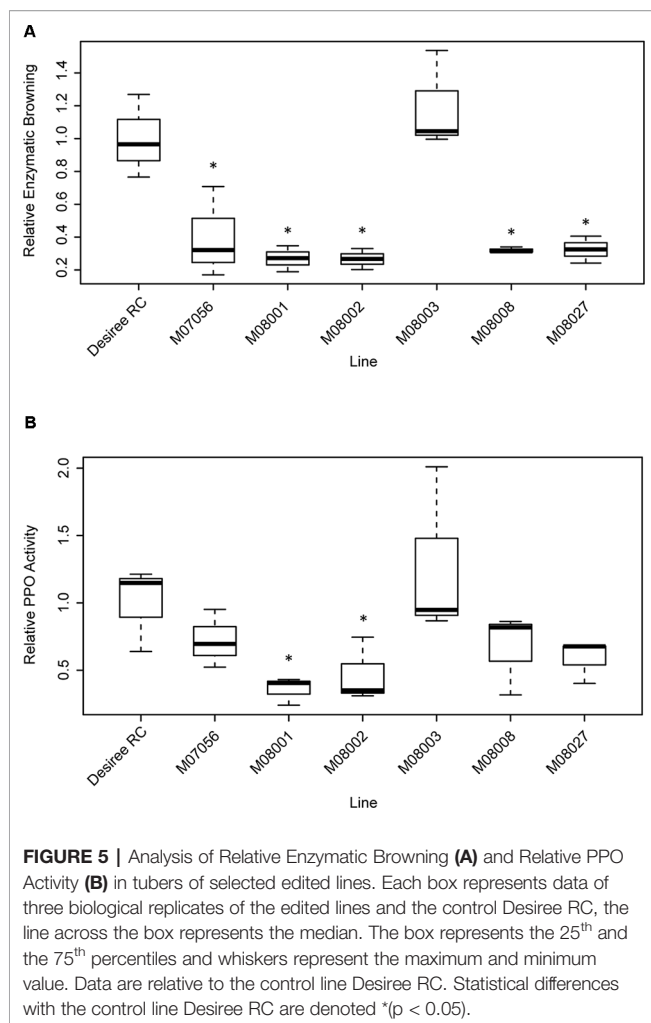 A
Relative Enzymatic Browning
1.4
1.2
1.0
0.8
0.6
0.4
0.2
* * * * *
Desiree RC M07056 M08001 M08002 M08003 M08008 M08027
Line
B
Relative PPO Activity
2.0
1.5
1.0
0.5
* *
Desiree RC M07056 M08001 M08002 M08003 M08008 M08027
Line
FIGURE 5 | Analysis of Relative Enzymatic Browning (A) and Relative PPO
Activity (B) in tubers of selected edited lines. Each box represents data of
three biological replicates of the edited lines and the control Desiree RC, the
line across the box represents the median. The box represents the 25th and
the 75th percentiles and whiskers represent the maximum and minimum
value. Data are relative to the control line Desiree RC. Statistical differences
with the control line Desiree RC are denoted *(p < 0.05).